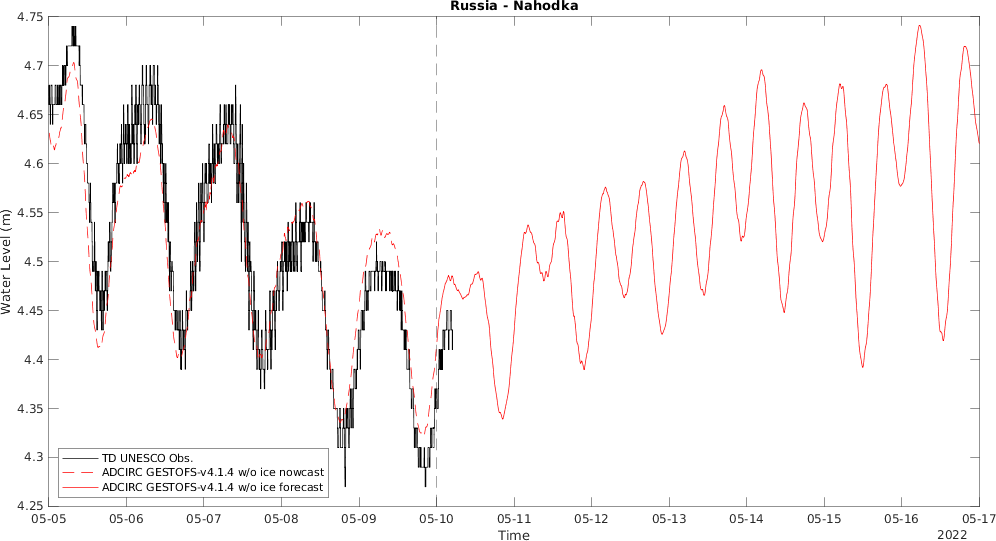 Russia - Nahodka
Water Level (m)
4.75
4.7
4.65
4.6
4.55
4.5
4.45
4.4
4.35
4.3
4.25
TD UNESCO Obs.
ADCIRC GESTOFS-v4.1.4 w/o ice nowcast
ADCIRC GESTOFS-v4.1.4 w/o ice forecast
05-05 05-06 05-07 05-08 05-09 05-10 05-11 05-12 05-13 05-14 05-15 05-16 05-17
Time
2022